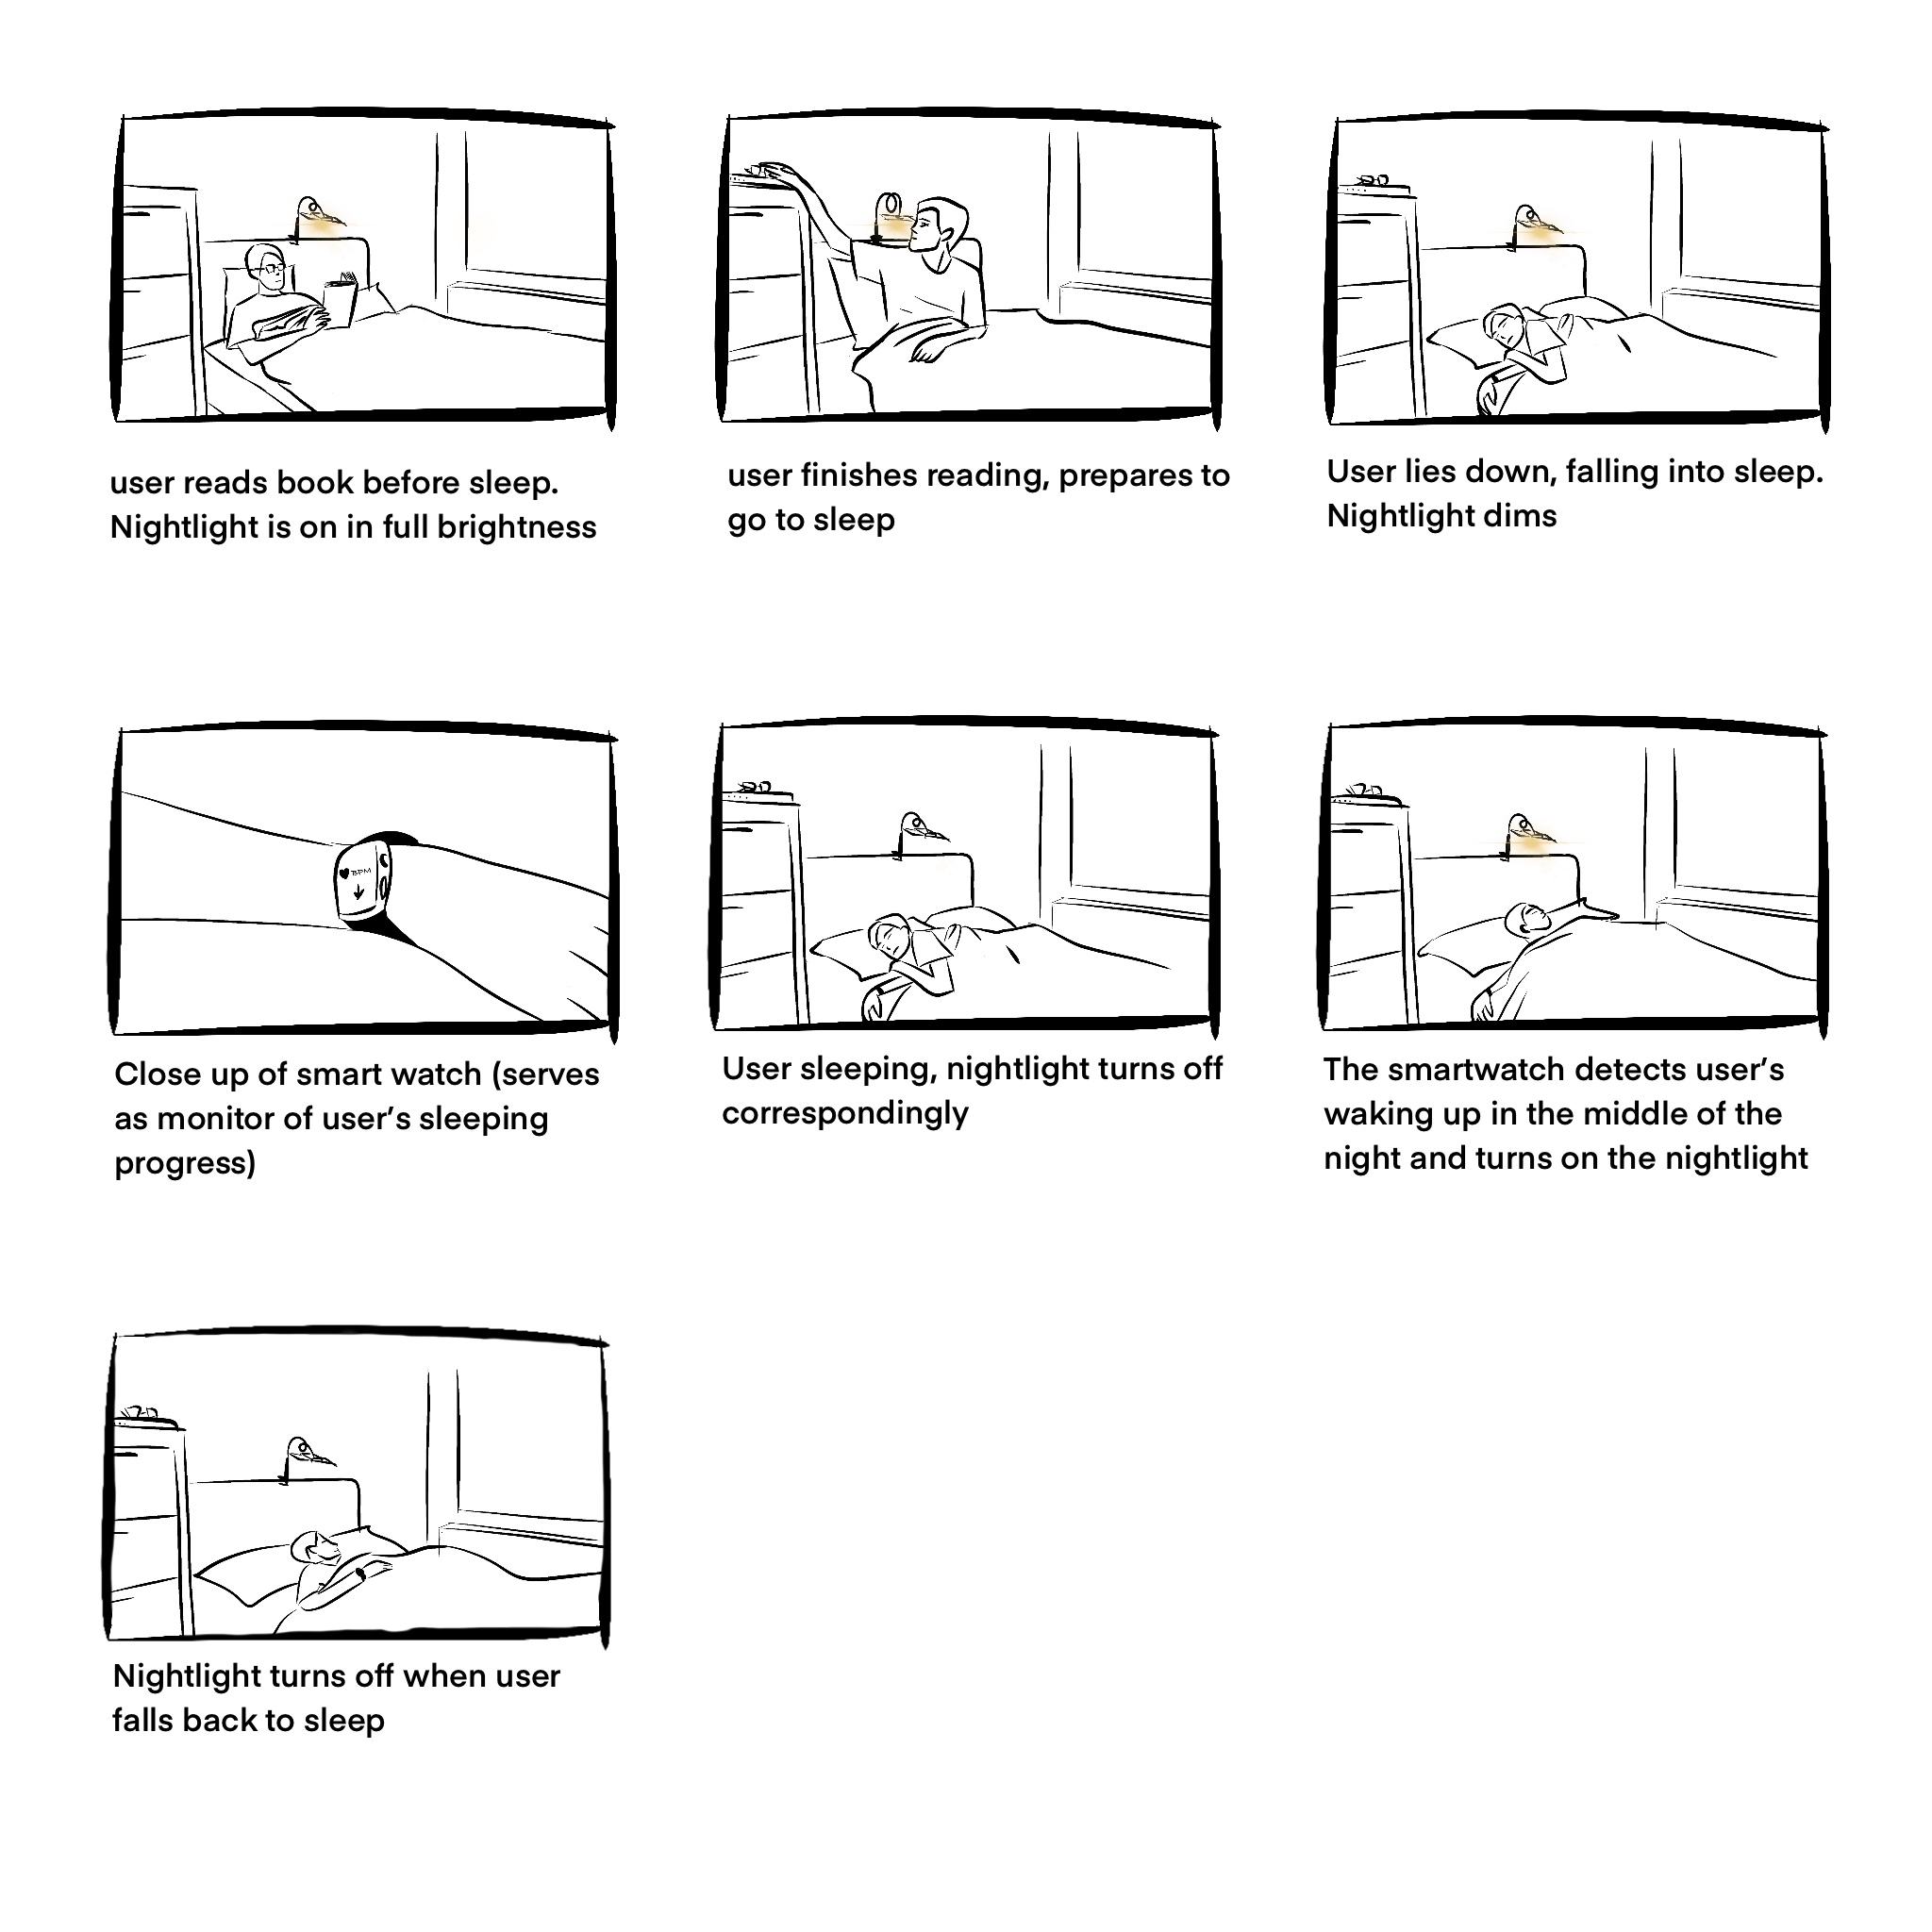 user reads book before sleep.
Nightlight is on in full brightness
user finishes reading, prepares to
go to sleep
User lies down, falling into sleep.
Nightlight dims
BPM
Close up of smart watch (serves
as monitor of user’s sleeping
progress)
User sleeping, nightlight turns off
correspondingly
The smartwatch detects user’s
waking up in the middle of the
night and turns on the nightlight
Nightlight turns off when user
falls back to sleep